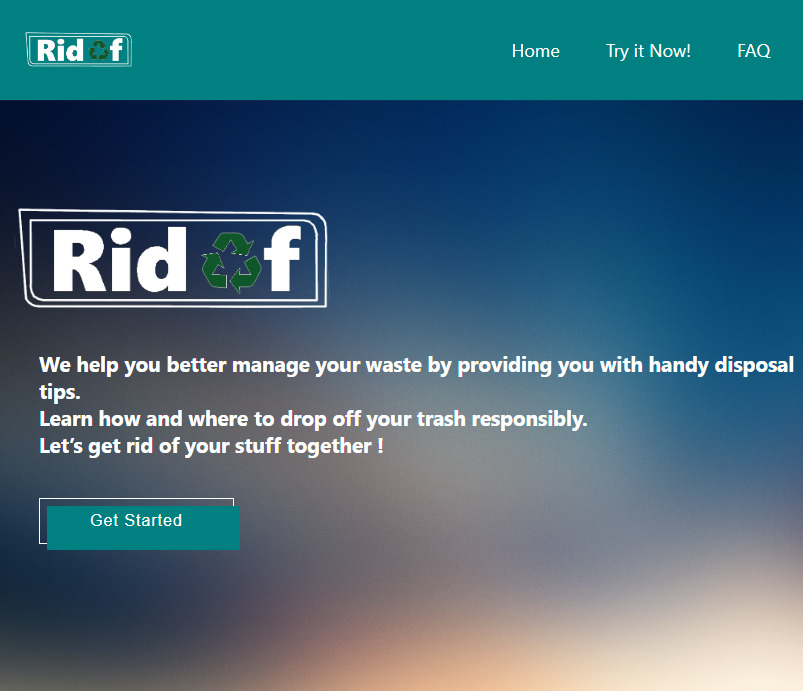 Rid Of
Home
Try it Now!
FAQ
Rid Of
We help you better manage your waste by providing you with handy disposal
tips.
Learn how and where to drop off your trash responsibly.
Let’s get rid of your stuff together !
Get Started